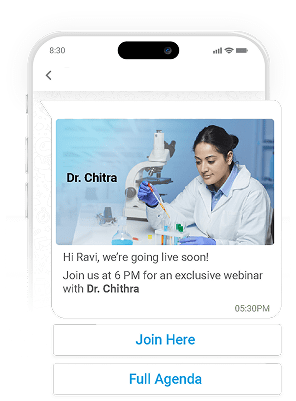 8:30
Dr. Chitra
Hi Ravi, we're going live soon!
Join us at 6 PM for an exclusive webinar
with Dr. Chithra
05:30PM
Join Here
Full Agenda